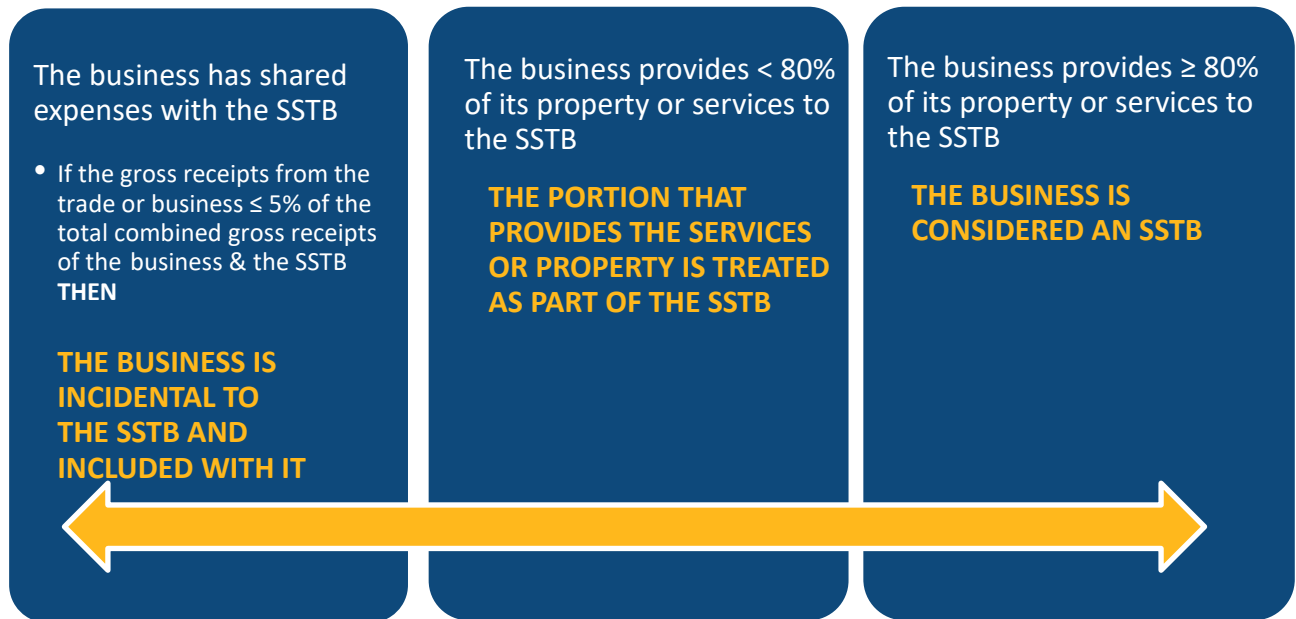 The business has shared
expenses with the SSTB
• If the gross receipts from the
trade or business ≤ 5% of the
total combined gross receipts
of the business & the SSTB
THEN
THE BUSINESS IS
INCIDENTAL TO
THE SSTB AND
INCLUDED WITH IT
The business provides < 80%
of its property or services to
the SSTB
THE PORTION THAT
PROVIDES THE SERVICES
OR PROPERTY IS TREATED
AS PART OF THE SSTB
The business provides ≥ 80%
of its property or services to
the SSTB
THE BUSINESS IS
CONSIDERED AN SSTB